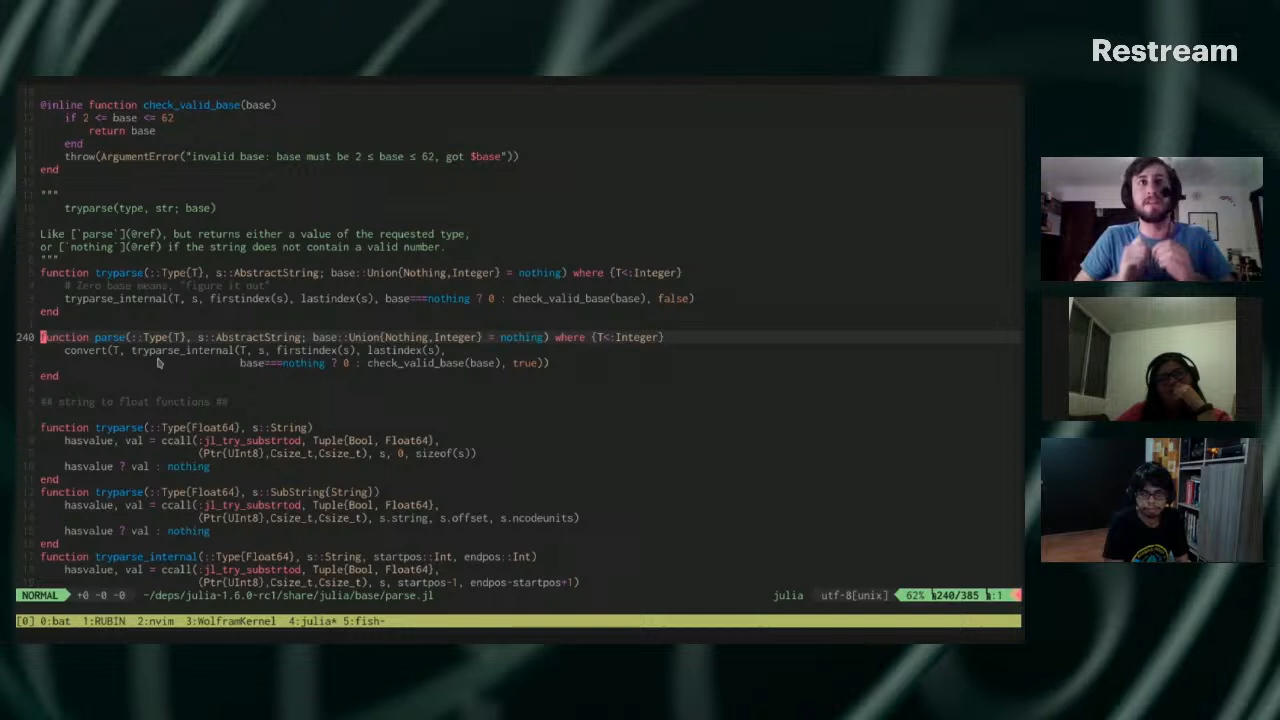 Restream
@inline function check_valid_base(base)
if 2 <= base <= 62
return base
end
throw(ArgumentError("invalid base: base must be 2 ≤ base ≤ 62, got $base"))
end
"""
tryparse(type, str; base)
Like [`parse`](@ref), but returns either a value of the requested type,
or [`nothing`](@ref) if the string does not contain a valid number.
"""
function tryparse(::Type{T}, s::AbstractString; base::Union{Nothing,Integer} = nothing) where {T<:Integer}
# Zero base means, "figure it out"
tryparse_internal(T, s, firstindex(s), lastindex(s), base===nothing ? 0 : check_valid_base(base), false)
end
240 function parse(::Type{T}, s::AbstractString; base::Union{Nothing,Integer} = nothing) where {T<:Integer}
convert(T, tryparse_internal(T, s, firstindex(s), lastindex(s),
base===nothing ? 0 : check_valid_base(base), true))
end
## string to float functions ##
function tryparse(::Type{Float64}, s::String)
hasvalue, val = ccall(:jl_try_substrtod, Tuple{Bool, Float64},
(Ptr{UInt8},Csize_t,Csize_t), s, 0, sizeof(s))
hasvalue ? val : nothing
end
function tryparse(::Type{Float64}, s::SubString{String})
hasvalue, val = ccall(:jl_try_substrtod, Tuple{Bool, Float64},
(Ptr{UInt8},Csize_t,Csize_t), s.string, s.offset, s.ncodeunits)
hasvalue ? val : nothing
end
function tryparse_internal(::Type{Float64}, s::String, startpos::Int, endpos::Int)
hasvalue, val = ccall(:jl_try_substrtod, Tuple{Bool, Float64},
(Ptr{UInt8},Csize_t,Csize_t), s, startpos-1, endpos-startpos+1)
NORMAL +0 ~0 -0 ~/deps/julia-1.6.0-rc1/share/julia/base/parse.jl julia utf-8[unix] 62% 240/385 :1
[0] 0:bat 1:RUBIN 2:nvim 3:WolframKernel 4:julia* 5:fish-